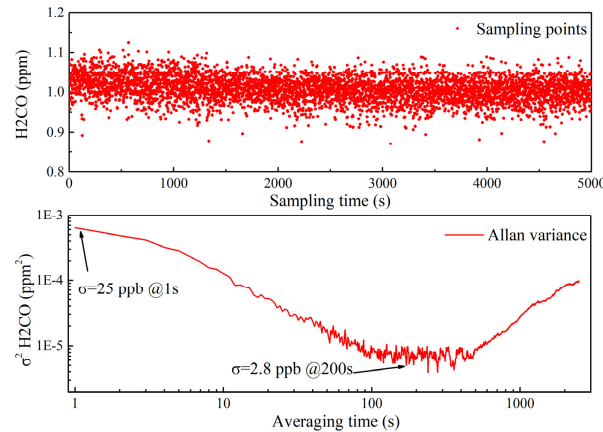 1.2
1.1
1.0
0.9
0.8
H2CO (ppm)
Sampling points
0 1000 2000 3000 4000 5000
Sampling time (s)
1E-3
1E-4
1E-5
σ² H2CO (ppm²)
Allan variance
σ=25 ppb @1s
σ=2.8 ppb @200s
1 10 100 1000
Averaging time (s)